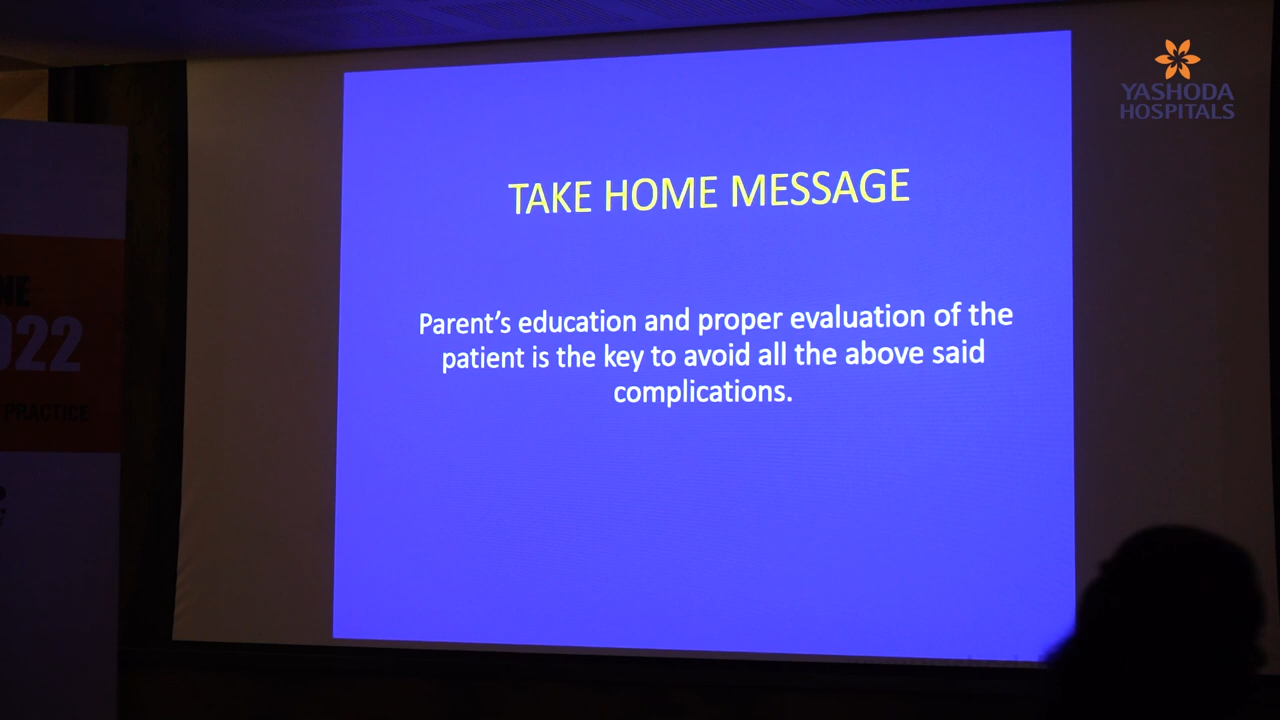 YASHODA
HOSPITALS
TAKE HOME MESSAGE
Parent's education and proper evaluation of the
patient is the key to avoid all the above said
complications.
NE
022
PRACTICE